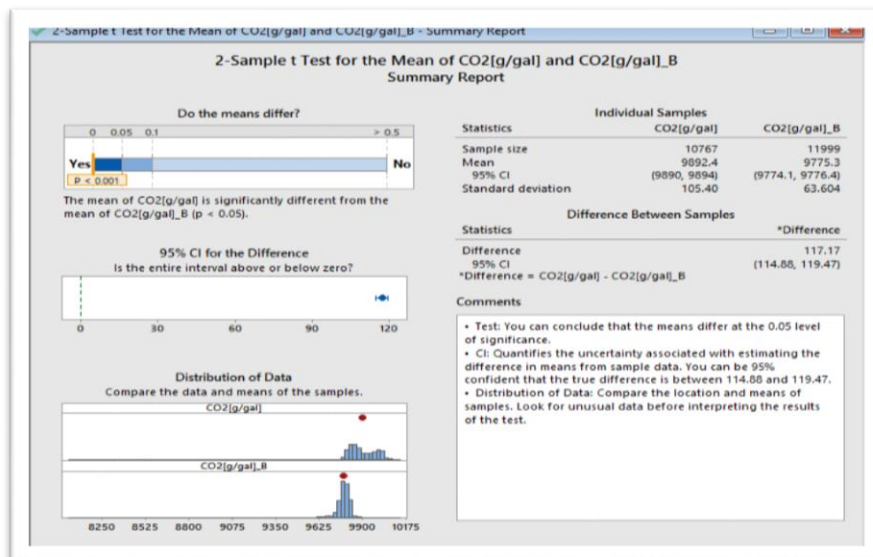 2-Sample t Test for the Mean of CO2[g/gal] and CO2[g/gal]_B - Summary Report
2-Sample t Test for the Mean of CO2[g/gal] and CO2[g/gal]_B
Summary Report
Do the means differ?
0 0.05 0.1 > 0.5
Yes No
P < 0.001
The mean of CO2[g/gal] is significantly different from the
mean of CO2[g/gal]_B (p < 0.05).
95% CI for the Difference
Is the entire interval above or below zero?
0 30 60 90 120
Distribution of Data
Compare the data and means of the samples.
CO2[g/gal]
CO2[g/gal]_B
8250 8525 8800 9075 9350 9625 9900 10175
Individual Samples
Statistics CO2[g/gal] CO2[g/gal]_B
Sample size 10767 11999
Mean 9892.4 9775.3
95% CI (9890, 9894) (9774.1, 9776.4)
Standard deviation 105.40 63.604
Difference Between Samples
Statistics *Difference
Difference 117.17
95% CI (114.88, 119.47)
*Difference = CO2[g/gal] - CO2[g/gal]_B
Comments
• Test: You can conclude that the means differ at the 0.05 level
of significance.
• CI: Quantifies the uncertainty associated with estimating the
difference in means from sample data. You can be 95%
confident that the true difference is between 114.88 and 119.47.
• Distribution of Data: Compare the location and means of
samples. Look for unusual data before interpreting the results
of the test.